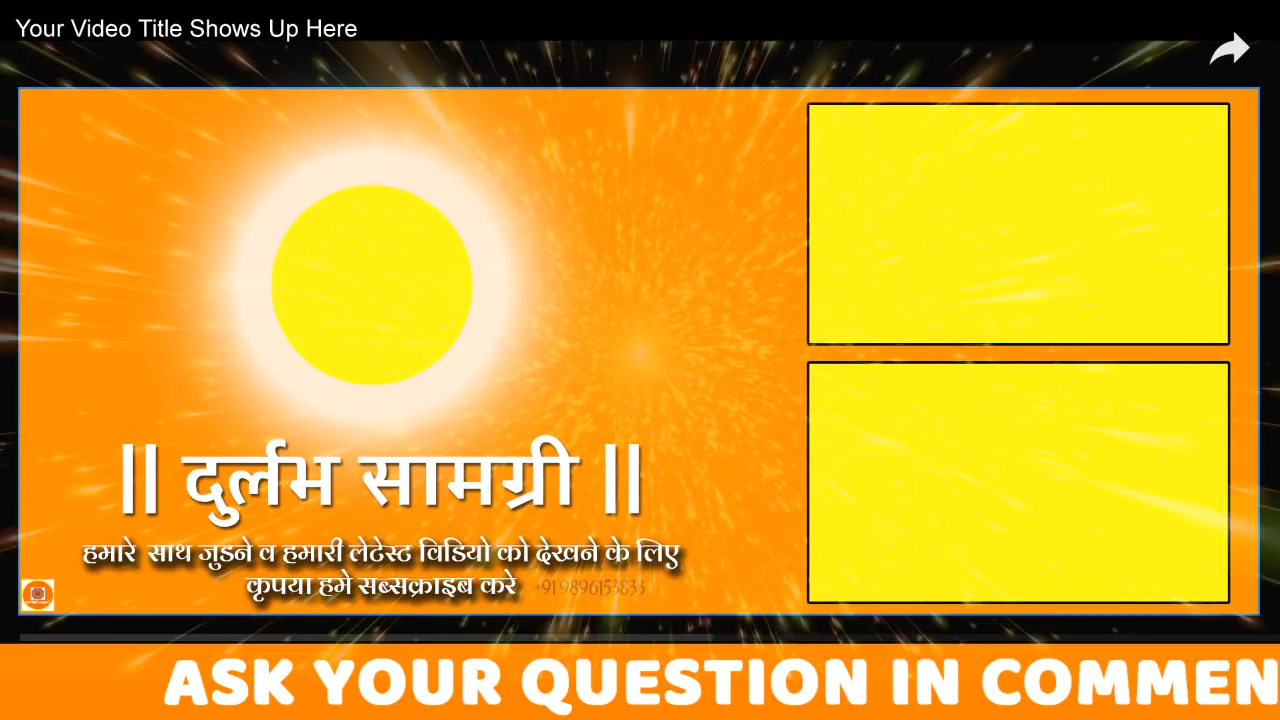 Your Video Title Shows Up Here
|| दुर्लभ सामग्री ||
हमारे साथ जुडने व हमारी लेटेस्ट विडियो को देखने के लिए
कृपया हमे सब्सक्राइब करे +91 9896153833
ASK YOUR QUESTION IN COMMEN